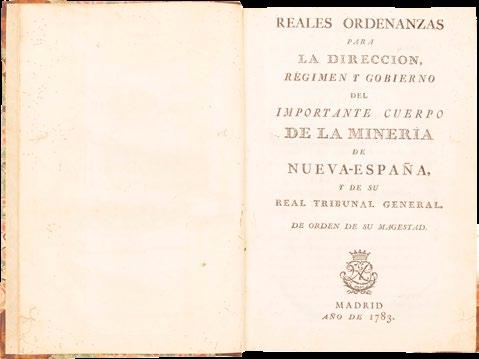 REALES ORDENANZAS
PARA
LA DIRECCION,
RÉGIMEN Y GOBIERNO
DEL
IMPORTANTE CUERPO
DE LA MINERÍA
DE
NUEVA-ESPAÑA,
Y DE SU
REAL TRIBUNAL GENERAL.
DE ORDEN DE SU MAGESTAD.
MADRID
AÑO DE 1783.